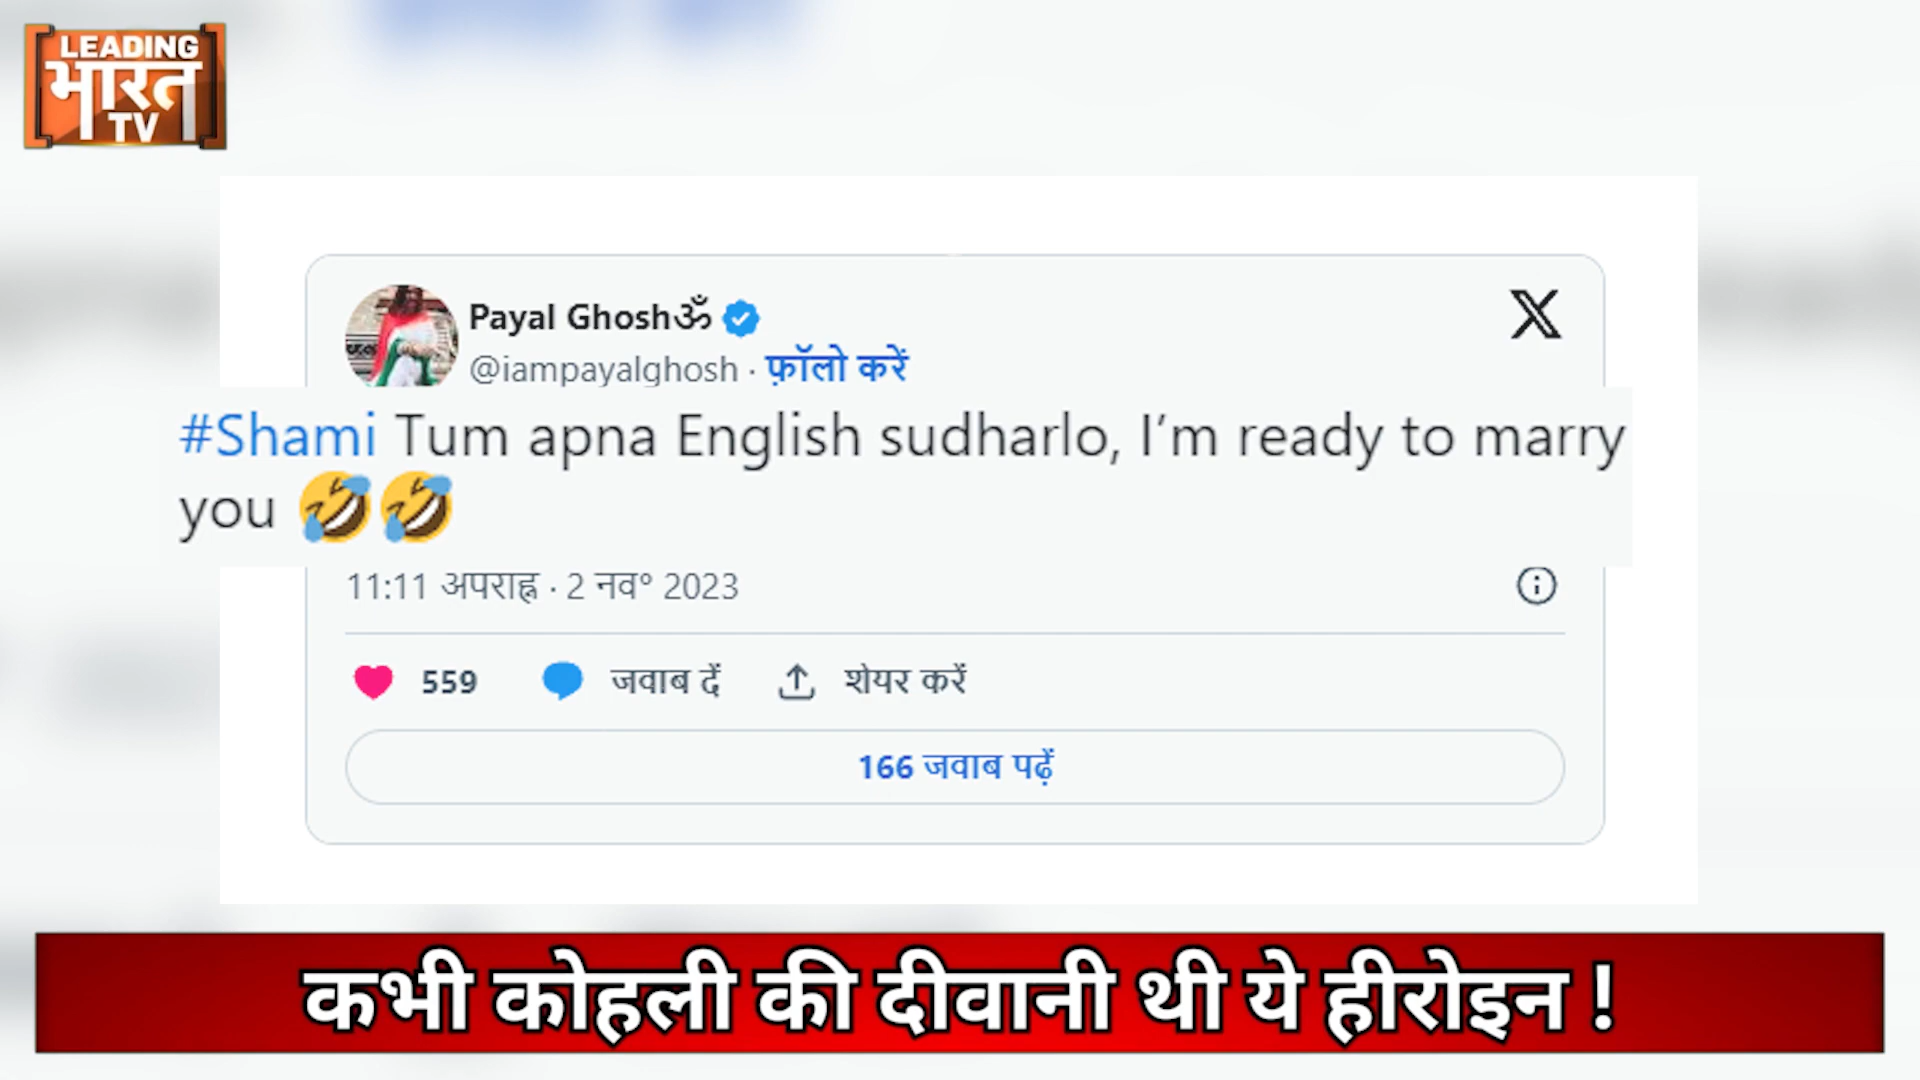 LEADING
भारत
TV
Payal Ghoshॐ
@iampayalghosh · फ़ॉलो करें
#Shami Tum apna English sudharlo, I’m ready to marry
you 🤣🤣
11:11 अपराह्न · 2 नव॰ 2023
559 जवाब दें शेयर करें
166 जवाब पढ़ें
कभी कोहली की दीवानी थी ये हीरोइन !